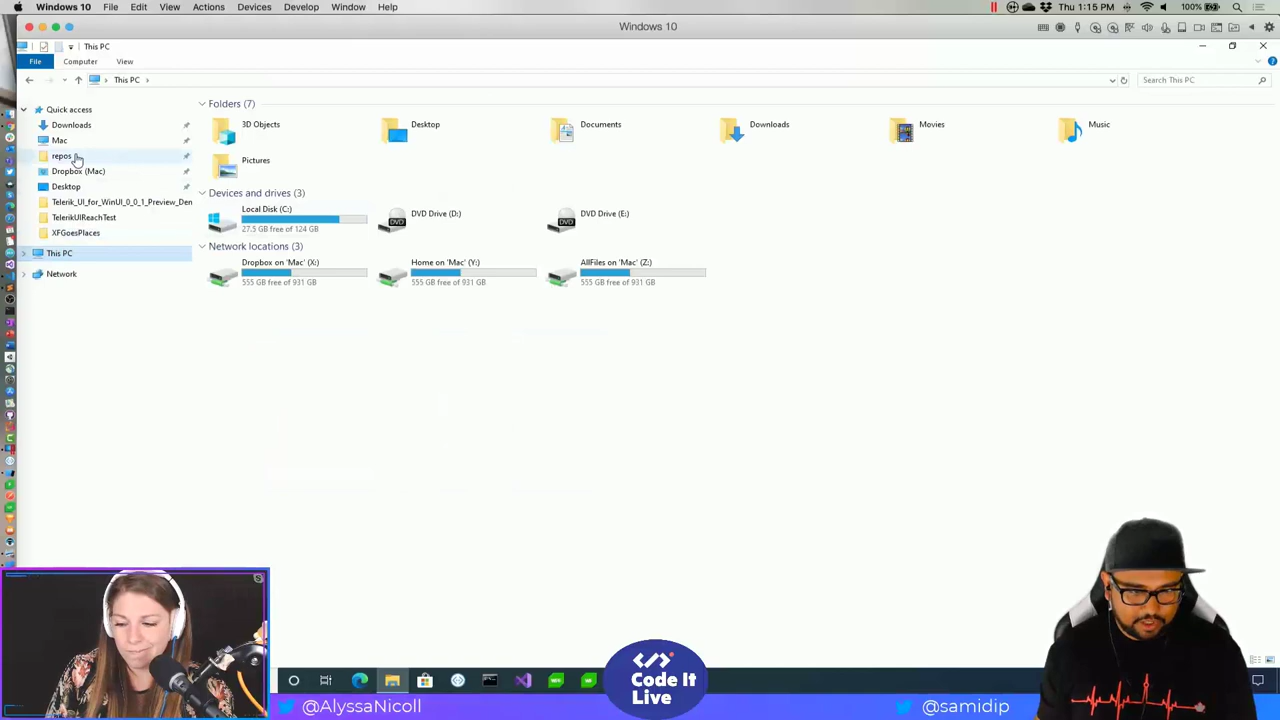 Windows 10 File Edit View Actions Devices Develop Window Help
Thu 1:15 PM 100%
Windows 10
This PC
File Computer View
This PC
Search This PC
Quick access
Downloads
Mac
repos
Dropbox (Mac)
Desktop
Telerik_UI_for_WinUI_0_0_1_Preview_Den
TelerikUIReachTest
XFGoesPlaces
This PC
Network
Folders (7)
3D Objects
Desktop
Documents
Downloads
Movies
Music
Pictures
Devices and drives (3)
Local Disk (C:)
27.5 GB free of 124 GB
DVD Drive (D:)
DVD
DVD Drive (E:)
DVD
Network locations (3)
Dropbox on 'Mac' (X:)
555 GB free of 931 GB
Home on 'Mac' (Y:)
555 GB free of 931 GB
AllFiles on 'Mac' (Z:)
555 GB free of 931 GB
Code It
Live
@AlyssaNicoll
@samidip